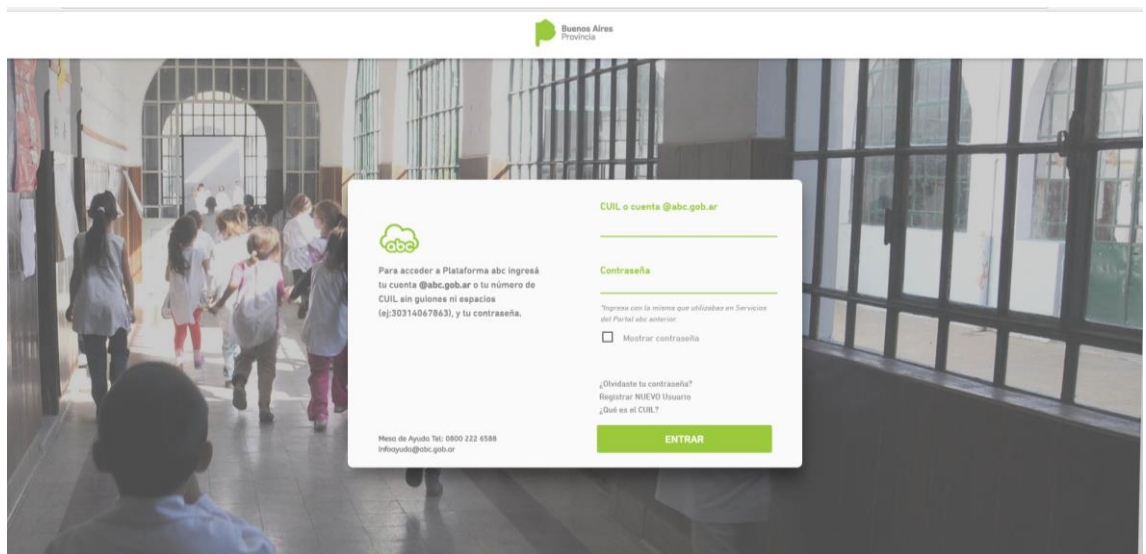 Buenos Aires
Provincia
abc
Para acceder a Plataforma abc ingresá
tu cuenta @abc.gob.ar o tu número de
CUIL sin guiones ni espacios
(ej:30314067863), y tu contraseña.
Mesa de Ayuda Tel: 0800 222 6588
infoayuda@abc.gob.ar
CUIL o cuenta @abc.gob.ar
Contraseña
*Ingresa con la misma que utilizabas en Servicios
del Portal abc anterior.
Mostrar contraseña
¿Olvidaste tu contraseña?
Registrar NUEVO Usuario
¿Qué es el CUIL?
ENTRAR